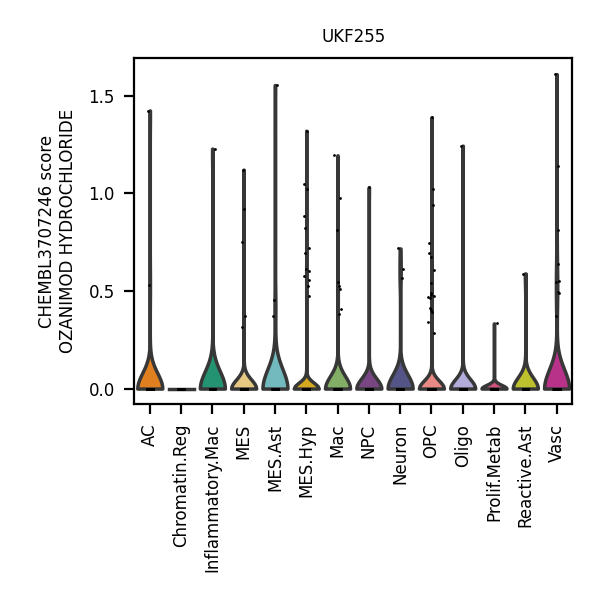 UKF255
CHEMBL3707246 score
OZANIMOD HYDROCHLORIDE
1.5
1.0
0.5
0.0
AC
Chromatin.Reg
Inflammatory.Mac
MES
MES.Ast
MES.Hyp
Mac
NPC
Neuron
OPC
Oligo
Prolif.Metab
Reactive.Ast
Vasc